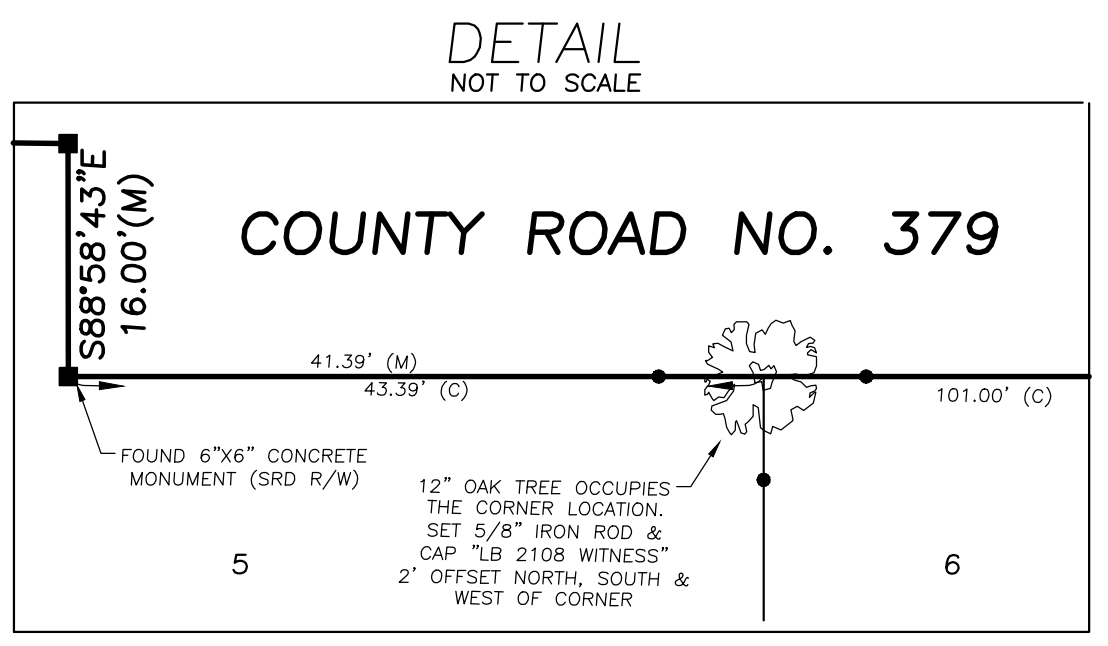 DETAIL
NOT TO SCALE
S88°58'43"E
16.00'(M)
COUNTY ROAD NO. 379
41.39' (M)
43.39' (C)
101.00' (C)
FOUND 6"X6" CONCRETE
MONUMENT (SRD R/W)
12" OAK TREE OCCUPIES
THE CORNER LOCATION.
SET 5/8" IRON ROD &
CAP "LB 2108 WITNESS"
2' OFFSET NORTH, SOUTH &
WEST OF CORNER
5
6